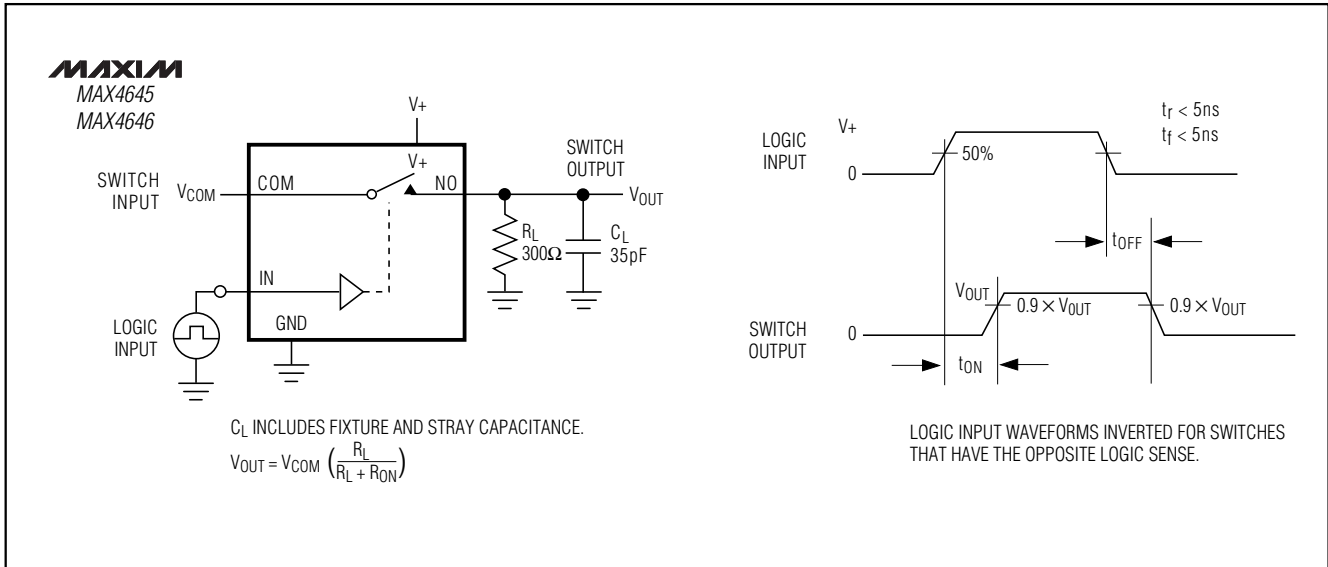 MAXIM
MAX4645
MAX4646
V+
V+
SWITCH
OUTPUT
SWITCH
INPUT
VCOM
COM
NO
VOUT
RL
300Ω
CL
35pF
IN
LOGIC
INPUT
GND
CL INCLUDES FIXTURE AND STRAY CAPACITANCE.
VOUT = VCOM (RL / RL + RON)
LOGIC
INPUT
V+
0
50%
tr < 5ns
tf < 5ns
tOFF
SWITCH
OUTPUT
VOUT
0
0.9 × VOUT
0.9 × VOUT
tON
LOGIC INPUT WAVEFORMS INVERTED FOR SWITCHES
THAT HAVE THE OPPOSITE LOGIC SENSE.